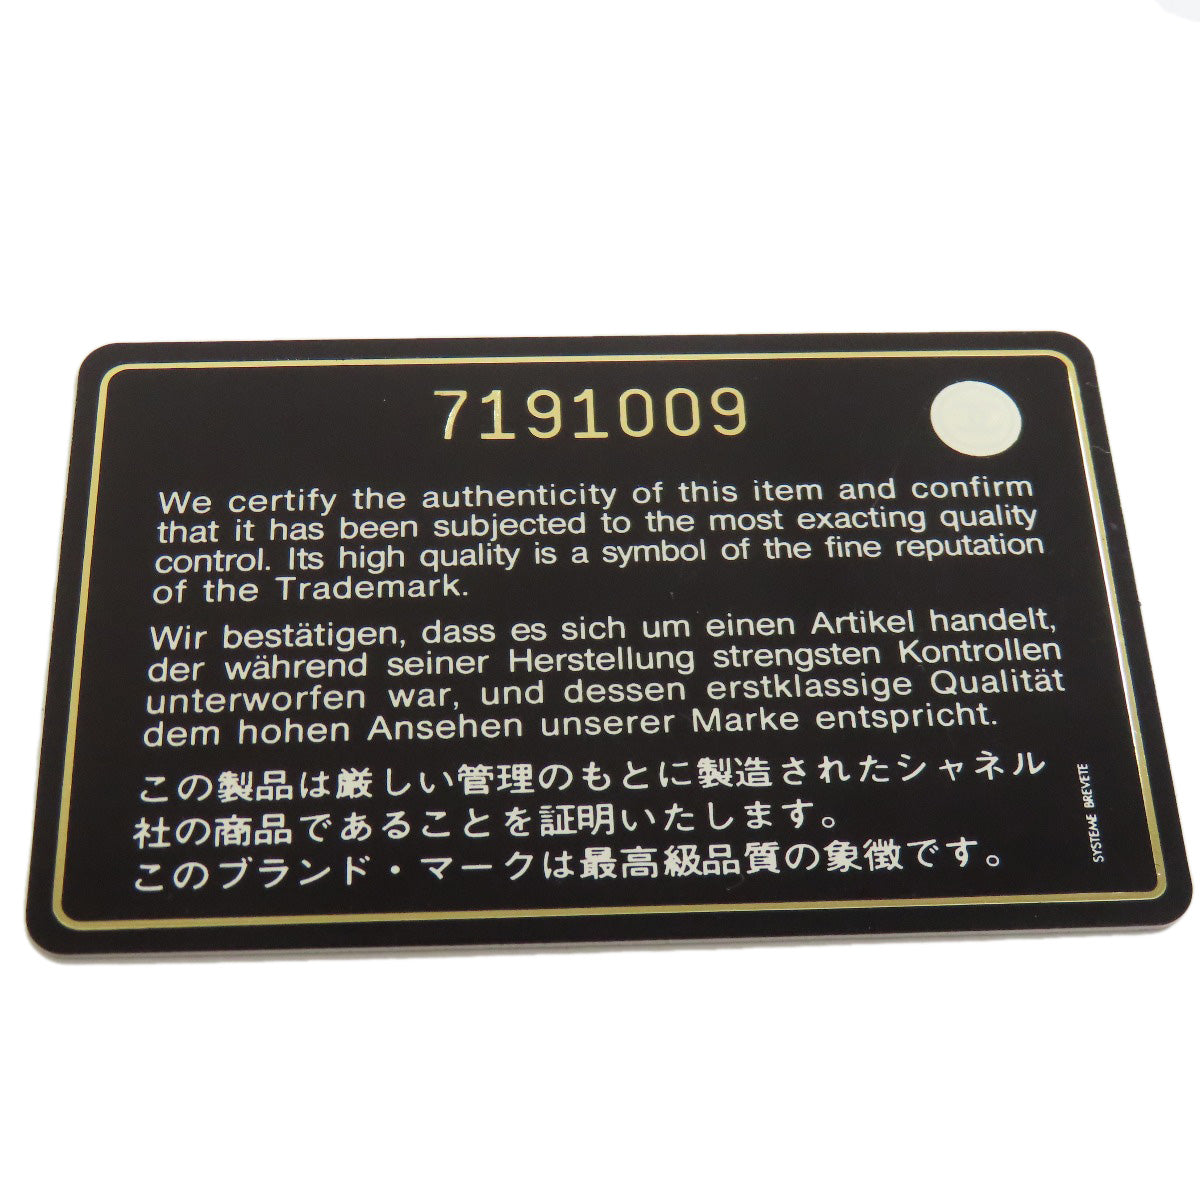 7191009
We certify the authenticity of this item and confirm
that it has been subjected to the most exacting quality
control. Its high quality is a symbol of the fine reputation
of the Trademark.
Wir bestätigen, dass es sich um einen Artikel handelt,
der während seiner Herstellung strengsten Kontrollen
unterworfen war, und dessen erstklassige Qualität
dem hohen Ansehen unserer Marke entspricht.
この製品は厳しい管理のもとに製造されたシャネル
社の商品であることを証明いたします。
このブランド・マークは最高級品質の象徴です。
SYSTEME BREVETE